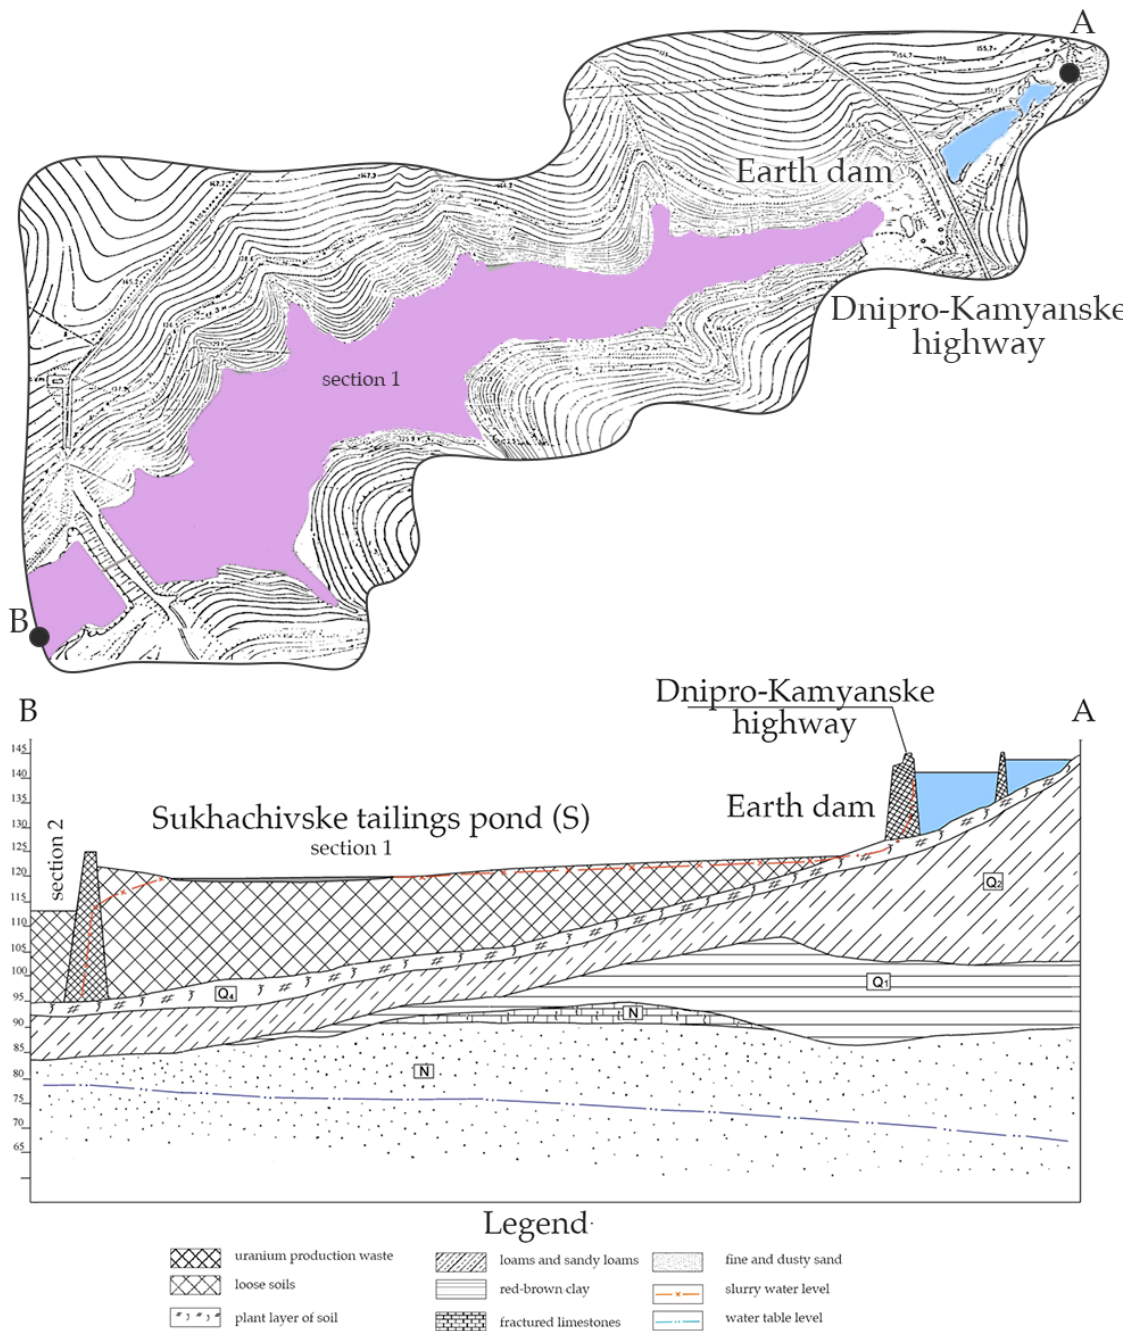 A
Earth dam
Dnipro-Kamyanske
highway
section 1
B
B
Dnipro-Kamyanske
highway
A
145
140
135
130
125
120
115
110
105
100
95
90
85
80
75
70
65
section 2
Sukhachivske tailings pond (S)
section 1
Earth dam
Q₂
Q₁
Q₄
N
N
Legend
uranium production waste
loams and sandy loams
fine and dusty sand
loose soils
red-brown clay
slurry water level
plant layer of soil
fractured limestones
water table level